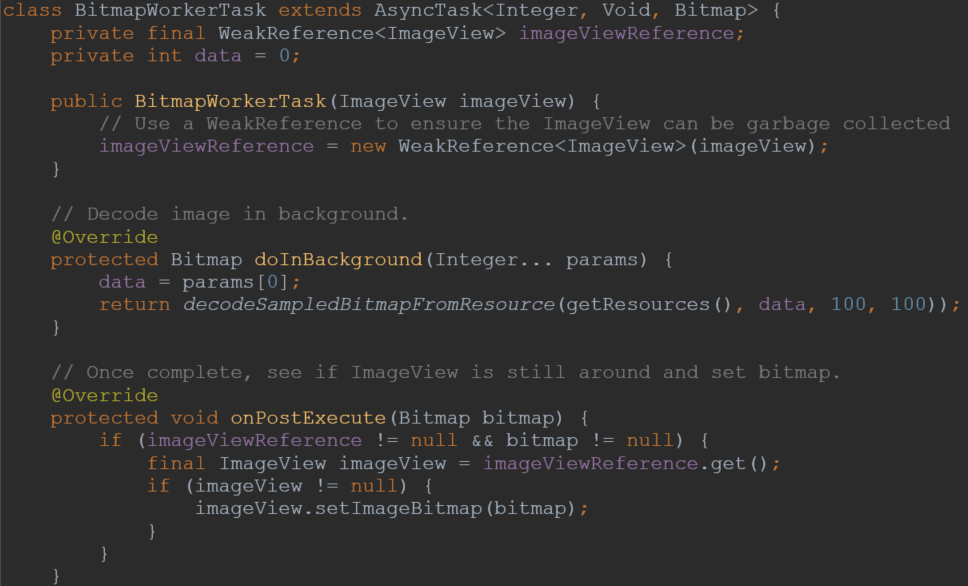 class BitmapWorkerTask extends AsyncTask<Integer, Void, Bitmap> {
    private final WeakReference<ImageView> imageViewReference;
    private int data = 0;

    public BitmapWorkerTask(ImageView imageView) {
        // Use a WeakReference to ensure the ImageView can be garbage collected
        imageViewReference = new WeakReference<ImageView>(imageView);
    }

    // Decode image in background.
    @Override
    protected Bitmap doInBackground(Integer... params) {
        data = params[0];
        return decodeSampledBitmapFromResource(getResources(), data, 100, 100));
    }

    // Once complete, see if ImageView is still around and set bitmap.
    @Override
    protected void onPostExecute(Bitmap bitmap) {
        if (imageViewReference != null && bitmap != null) {
            final ImageView imageView = imageViewReference.get();
            if (imageView != null) {
                imageView.setImageBitmap(bitmap);
            }
        }
    }